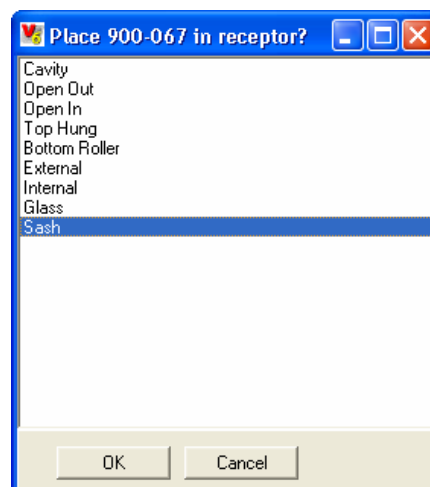 Place 900-067 in receptor?
Cavity
Open Out
Open In
Top Hung
Bottom Roller
External
Internal
Glass
Sash
OK Cancel